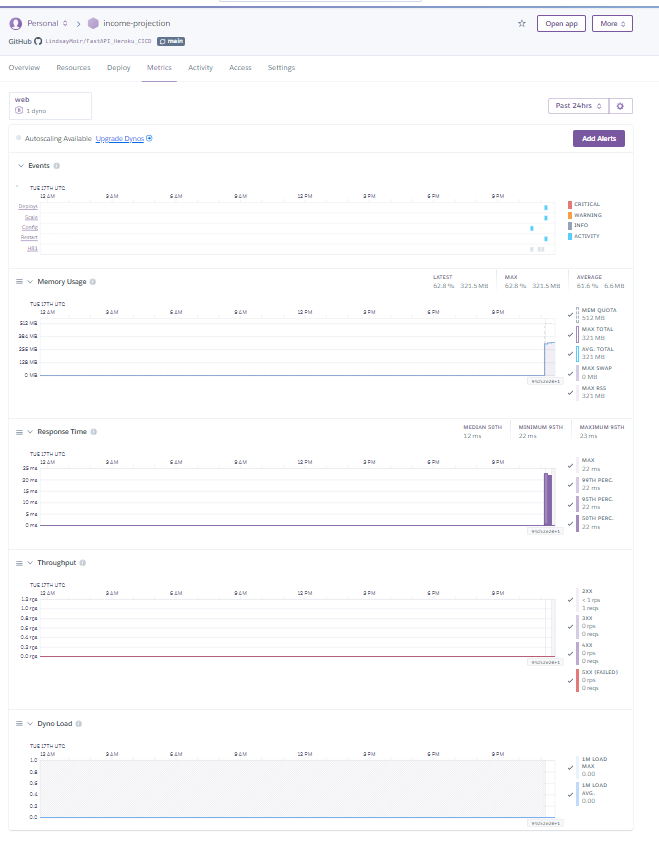 Personal
income-projection
Open app
More
GitHub LindsayMoir/FastAPI_Heroku_CICD main
Overview Resources Deploy Metrics Activity Access Settings
web
1 dyno
Past 24hrs
Autoscaling Available Upgrade Dynos
Add Alerts
Events
TUE 17TH UTC
12 AM 3 AM 6 AM 9 AM 12 PM 3 PM 6 PM 9 PM
Deploys
Scale
Config
Restart
CRITICAL
WARNING
INFO
ACTIVITY
Memory Usage
LATEST
62.8 % 321.5 MB
MAX
62.8 % 321.5 MB
AVERAGE
61.6 % 6.6 MB
TUE 17TH UTC
12 AM 3 AM 6 AM 9 AM 12 PM 3 PM 6 PM 9 PM
512 MB
384 MB
256 MB
128 MB
0 MB
MEM QUOTA
512 MB
MAX TOTAL
321 MB
AVG. TOTAL
321 MB
MAX SWAP
0 MB
MAX RSS
321 MB
Response Time
MEDIAN 50TH
12 ms
MINIMUM 95TH
22 ms
MAXIMUM 95TH
23 ms
TUE 17TH UTC
12 AM 3 AM 6 AM 9 AM 12 PM 3 PM 6 PM 9 PM
25 ms
20 ms
15 ms
10 ms
5 ms
0 ms
MAX
22 ms
99TH PERC.
22 ms
95TH PERC.
22 ms
50TH PERC.
22 ms
Throughput
TUE 17TH UTC
12 AM 3 AM 6 AM 9 AM 12 PM 3 PM 6 PM 9 PM
1.2 rps
1.0 rps
0.8 rps
0.6 rps
0.4 rps
0.2 rps
0 rps
2XX
< 1 rps
1 reqs
3XX
0 rps
0 reqs
4XX
0 rps
0 reqs
5XX (FAILED)
0 rps
0 reqs
Dyno Load
TUE 17TH UTC
12 AM 3 AM 6 AM 9 AM 12 PM 3 PM 6 PM 9 PM
1.0
0.8
0.6
0.4
0.2
0.0
1M LOAD
MAX
0.00
1M LOAD
AVG.
0.00